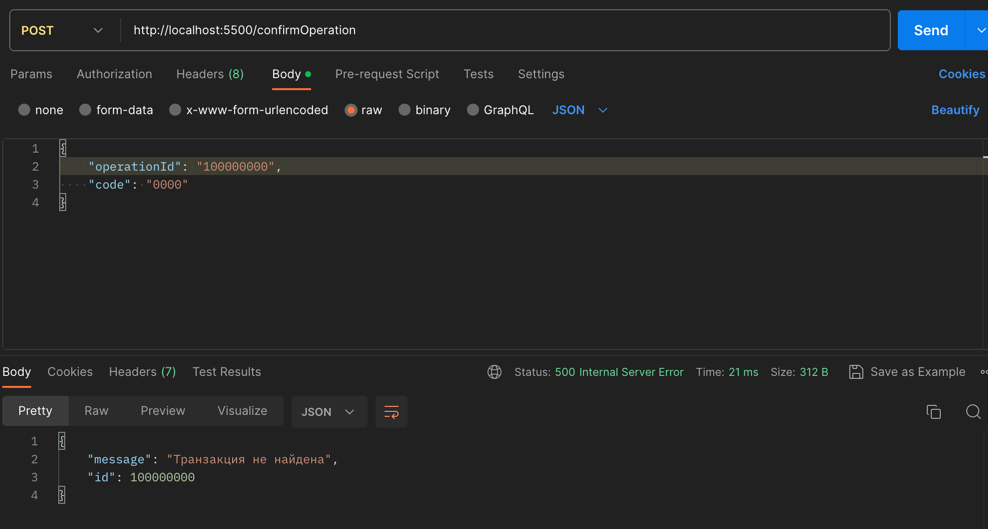 POST http://localhost:5500/confirmOperation Send
Params Authorization Headers (8) Body Pre-request Script Tests Settings Cookies
none form-data x-www-form-urlencoded raw binary GraphQL JSON Beautify
1 {
2 "operationId": "100000000",
3 "code": "0000"
4 }
Body Cookies Headers (7) Test Results Status: 500 Internal Server Error Time: 21 ms Size: 312 B Save as Example
Pretty Raw Preview Visualize JSON
1 {
2 "message": "Транзакция не найдена",
3 "id": 100000000
4 }